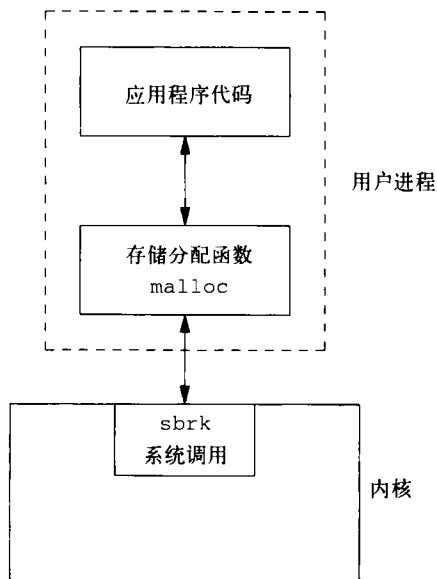 应用程序代码
用户进程
存储分配函数
malloc
sbrk
系统调用
内核